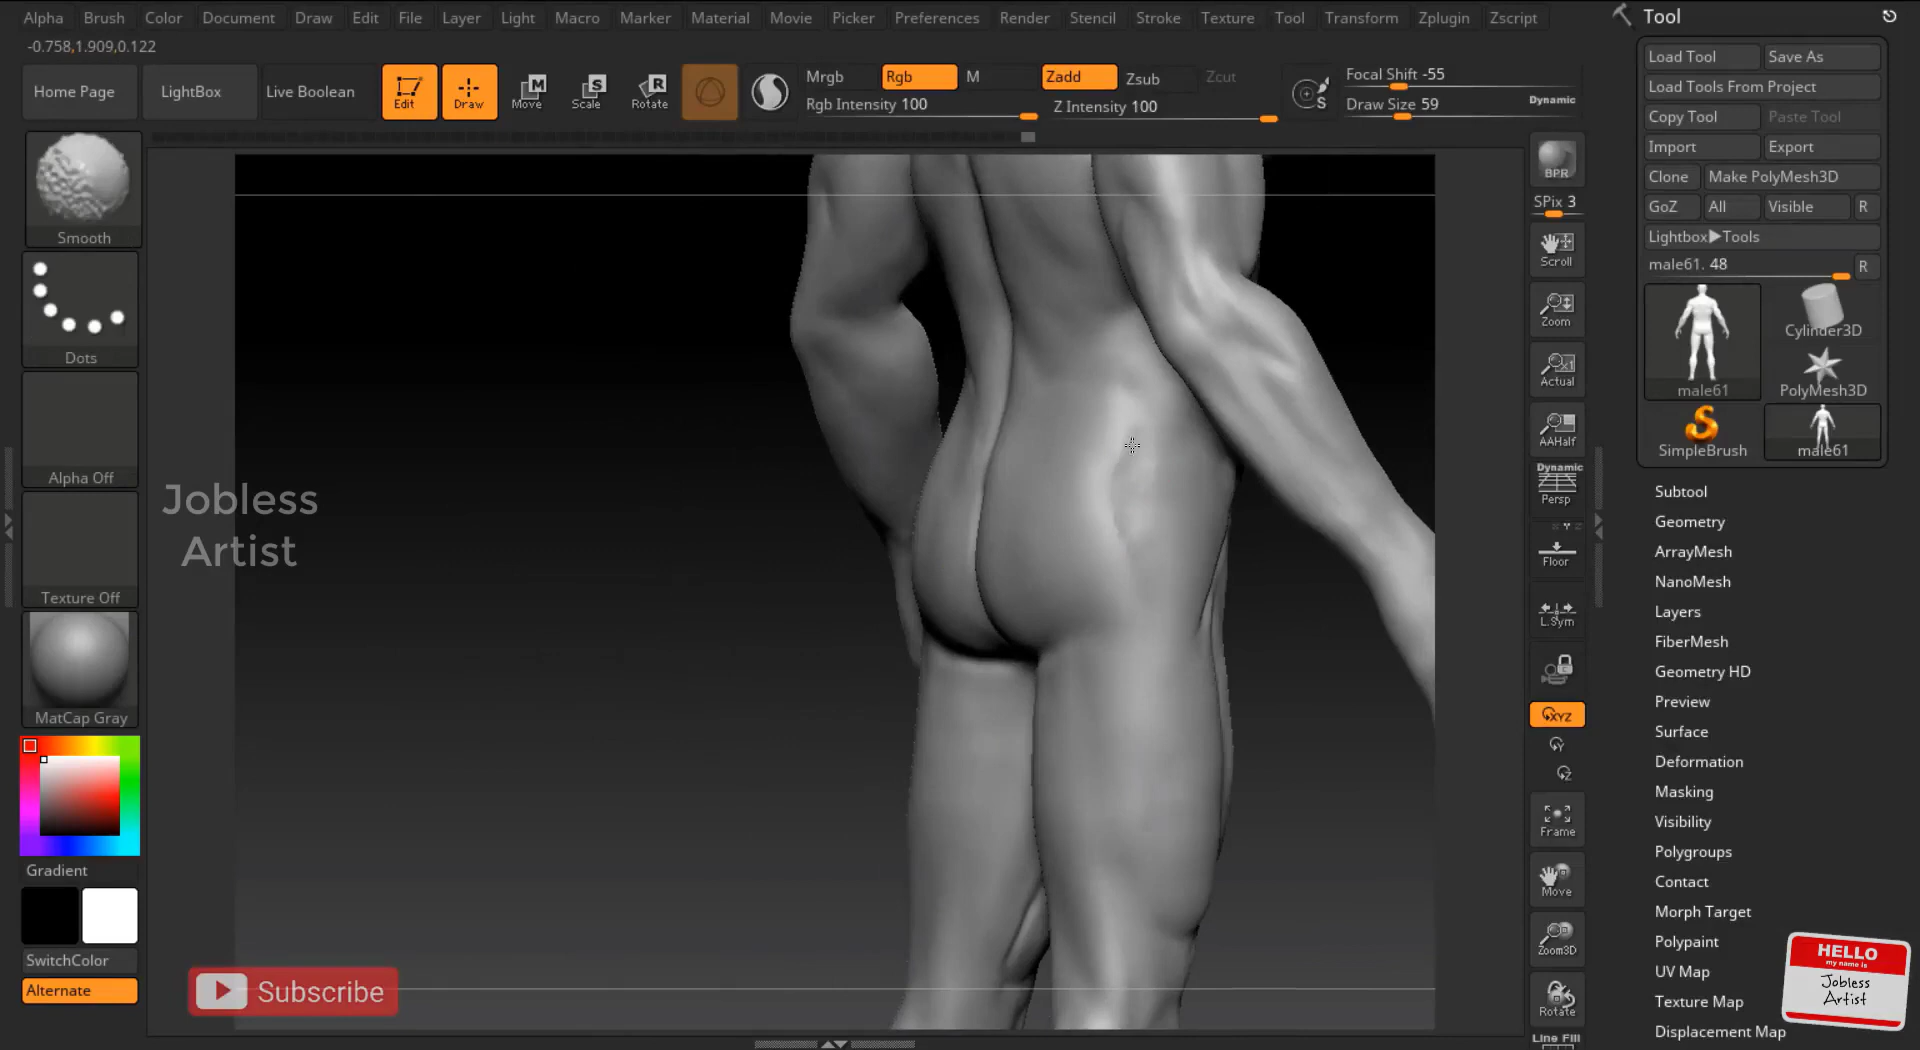 Alpha Brush Color Document Draw Edit File Layer Light Macro Marker Material Movie Picker Preferences Render Stencil Stroke Texture Tool Transform Zplugin Zscript
Tool
-0.758,1.909,0.122
Home Page
LightBox
Live Boolean
Edit
Draw
Move
Scale
Rotate
Mrgb Rgb M
Rgb Intensity 100
Zadd Zsub Zcut
Z Intensity 100
S
Focal Shift -55
Draw Size 59
Dynamic
Smooth
Dots
Alpha Off
Texture Off
MatCap Gray
Gradient
SwitchColor
Alternate
Jobless
Artist
Subscribe
BPR
SPix 3
Scroll
Zoom
Actual
AAHalf
Dynamic
Persp
Floor
L.Sym
XYZ
Y
Z
Frame
Move
Zoom3D
Rotate
Line Fill
Load Tool Save As
Load Tools From Project
Copy Tool Paste Tool
Import Export
Clone Make PolyMesh3D
GoZ All Visible R
Lightbox▶Tools
male61. 48 R
male61
Cylinder3D
PolyMesh3D
SimpleBrush
male61
Subtool
Geometry
ArrayMesh
NanoMesh
Layers
FiberMesh
Geometry HD
Preview
Surface
Deformation
Masking
Visibility
Polygroups
Contact
Morph Target
Polypaint
UV Map
Texture Map
Displacement Map
HELLO
my name is
Jobless
Artist